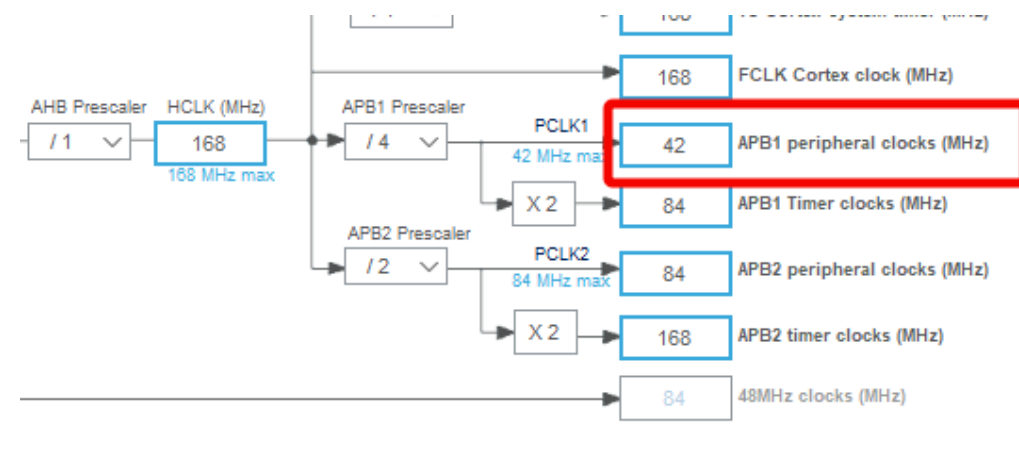 FCLK Cortex clock (MHz)
168
AHB Prescaler
HCLK (MHz)
APB1 Prescaler
/ 1
168
168 MHz max
/ 4
PCLK1
42 MHz max
42
APB1 peripheral clocks (MHz)
X 2
84
APB1 Timer clocks (MHz)
APB2 Prescaler
/ 2
PCLK2
84 MHz max
84
APB2 peripheral clocks (MHz)
X 2
168
APB2 timer clocks (MHz)
84
48MHz clocks (MHz)